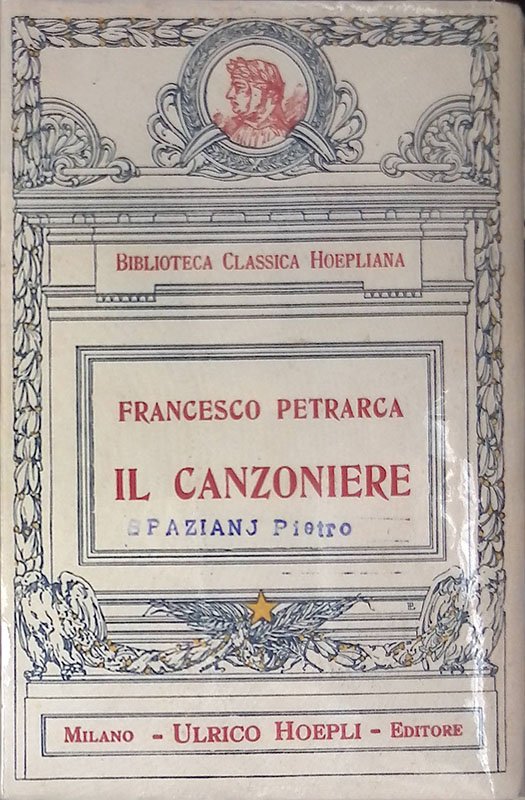 BIBLIOTECA CLASSICA HOEPLIANA
FRANCESCO PETRARCA
IL CANZONIERE
SPAZIANJ Pietro
MILANO - ULRICO HOEPLI - EDITORE